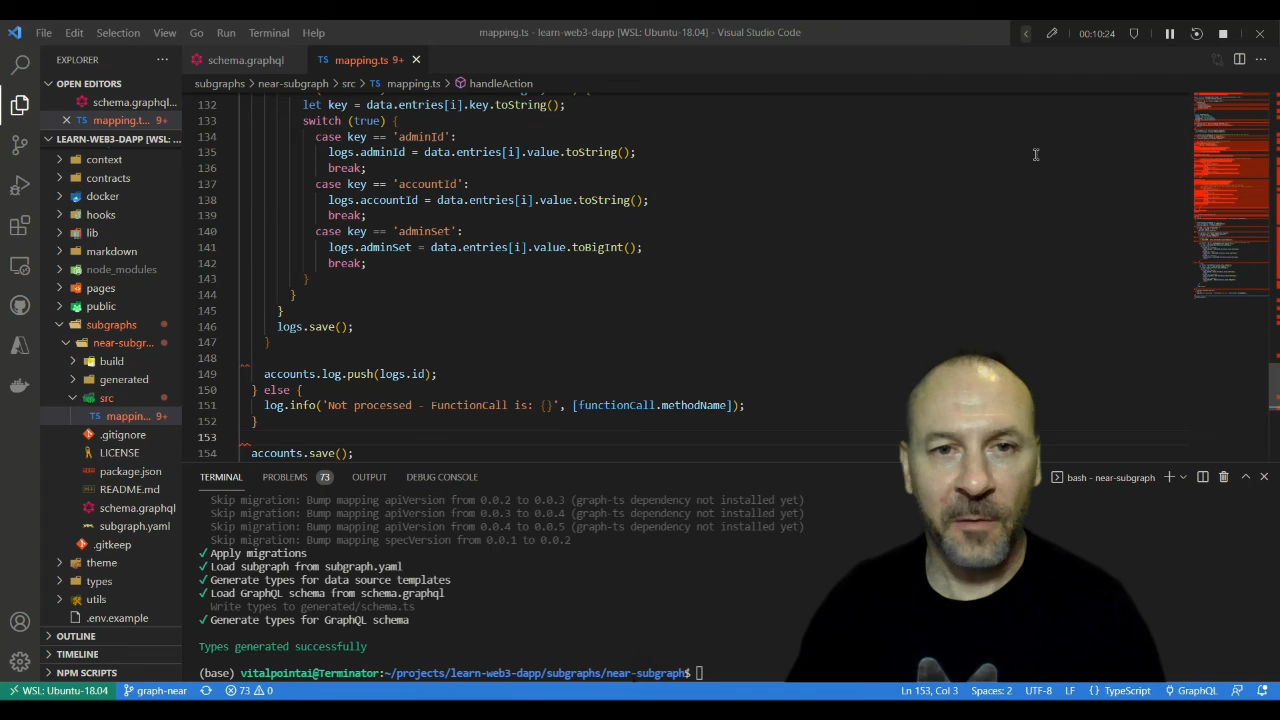 File Edit Selection View Go Run Terminal Help
mapping.ts - learn-web3-dapp [WSL: Ubuntu-18.04] - Visual Studio Code
00:10:24
EXPLORER
OPEN EDITORS
schema.graphql...
mapping.t... 9+
LEARN-WEB3-DAPP [WSL: ...
context
contracts
docker
hooks
lib
markdown
node_modules
pages
public
subgraphs
near-subgr...
build
generated
src
mappin... 9+
.gitignore
LICENSE
package.json
README.md
schema.graphql
subgraph.yaml
.gitkeep
theme
types
utils
.env.example
OUTLINE
TIMELINE
NPM SCRIPTS
schema.graphql
mapping.ts 9+
subgraphs > near-subgraph > src > TS mapping.ts > handleAction
132 let key = data.entries[i].key.toString();
133 switch (true) {
134 case key == 'adminId':
135 logs.adminId = data.entries[i].value.toString();
136 break;
137 case key == 'accountId':
138 logs.accountId = data.entries[i].value.toString();
139 break;
140 case key == 'adminSet':
141 logs.adminSet = data.entries[i].value.toBigInt();
142 break;
143 }
144 }
145 }
146 logs.save();
147 }
148
149 accounts.log.push(logs.id);
150 } else {
151 log.info('Not processed - FunctionCall is: {}', [functionCall.methodName]);
152 }
153
154 accounts.save();
TERMINAL PROBLEMS 73 OUTPUT DEBUG CONSOLE
bash - near-subgraph
Skip migration: Bump mapping apiVersion from 0.0.2 to 0.0.3 (graph-ts dependency not installed yet)
Skip migration: Bump mapping apiVersion from 0.0.3 to 0.0.4 (graph-ts dependency not installed yet)
Skip migration: Bump mapping apiVersion from 0.0.4 to 0.0.5 (graph-ts dependency not installed yet)
Skip migration: Bump mapping specVersion from 0.0.1 to 0.0.2
✓ Apply migrations
✓ Load subgraph from subgraph.yaml
✓ Generate types for data source templates
✓ Load GraphQL schema from schema.graphql
Write types to generated/schema.ts
✓ Generate types for GraphQL schema
Types generated successfully
(base) vitalpointai@Terminator:~/projects/learn-web3-dapp/subgraphs/near-subgraph$
WSL: Ubuntu-18.04 graph-near 73 0
Ln 153, Col 3 Spaces: 2 UTF-8 LF {} TypeScript GraphQL